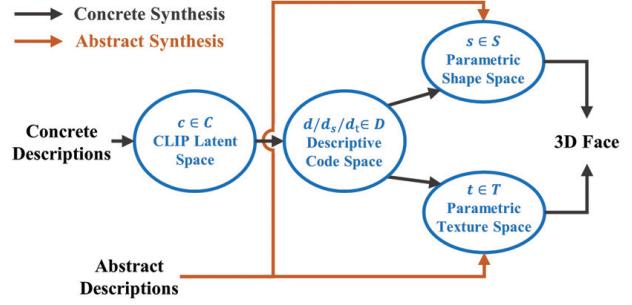 Concrete Synthesis
Abstract Synthesis
Concrete
Descriptions
c ∈ C
CLIP Latent
Space
d/dₛ/dₜ∈ D
Descriptive
Code Space
s ∈ S
Parametric
Shape Space
t ∈ T
Parametric
Texture Space
3D Face
Abstract
Descriptions